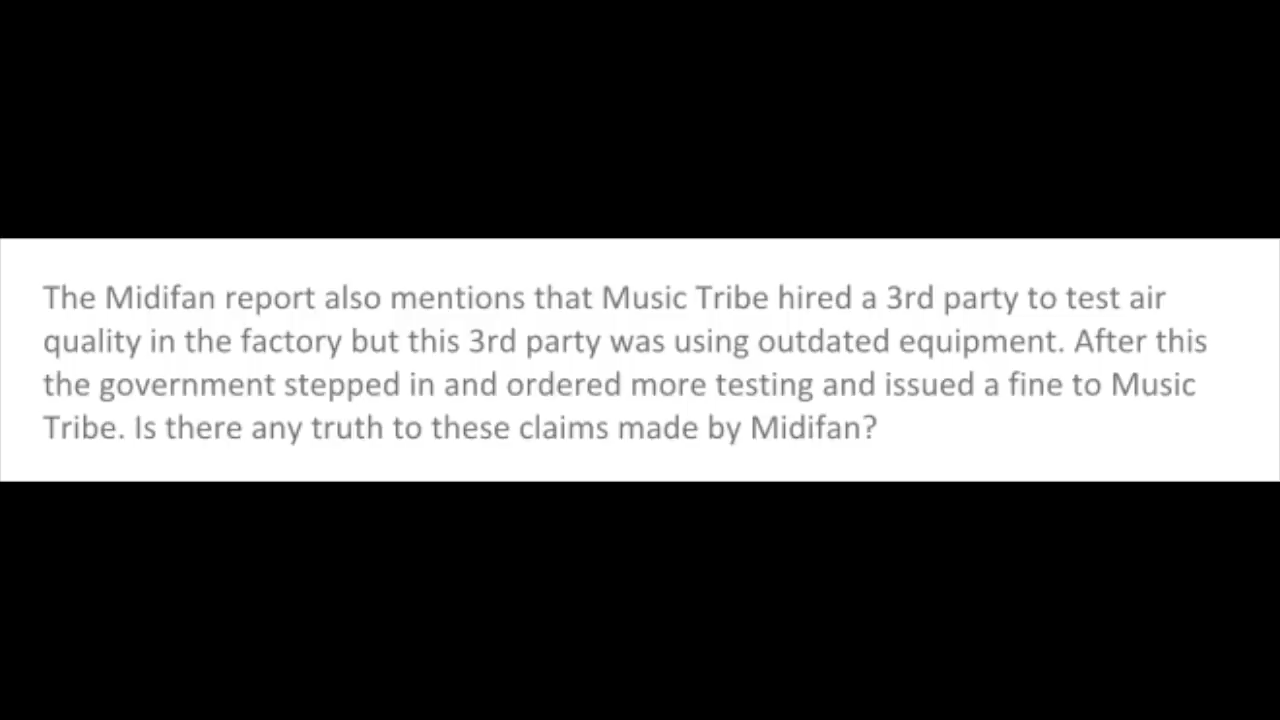 The Midifan report also mentions that Music Tribe hired a 3rd party to test air
quality in the factory but this 3rd party was using outdated equipment. After this
the government stepped in and ordered more testing and issued a fine to Music
Tribe. Is there any truth to these claims made by Midifan?